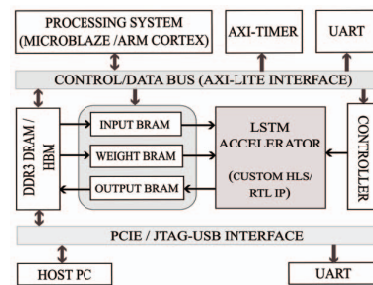 PROCESSING SYSTEM
(MICROBLAZE /ARM CORTEX)
AXI-TIMER
UART
CONTROL/DATA BUS (AXI-LITE INTERFACE)
DDR3 DRAM /
HBM
INPUT BRAM
WEIGHT BRAM
OUTPUT BRAM
LSTM
ACCELERATOR
(CUSTOM HLS/
RTL IP)
CONTROLLER
PCIE / JTAG-USB INTERFACE
HOST PC
UART